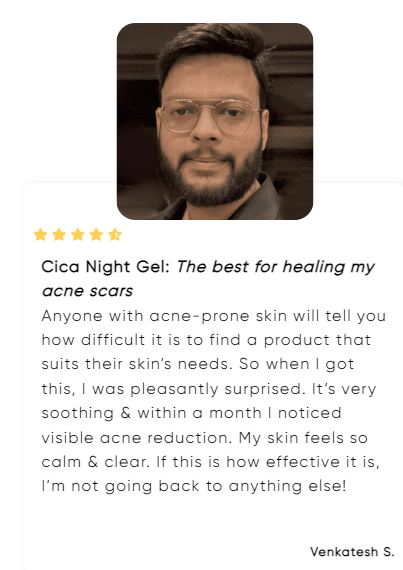 Cica Night Gel: The best for healing my
acne scars
Anyone with acne-prone skin will tell you
how difficult it is to find a product that
suits their skin’s needs. So when I got
this, I was pleasantly surprised. It’s very
soothing & within a month I noticed
visible acne reduction. My skin feels so
calm & clear. If this is how effective it is,
I’m not going back to anything else!
Venkatesh S.